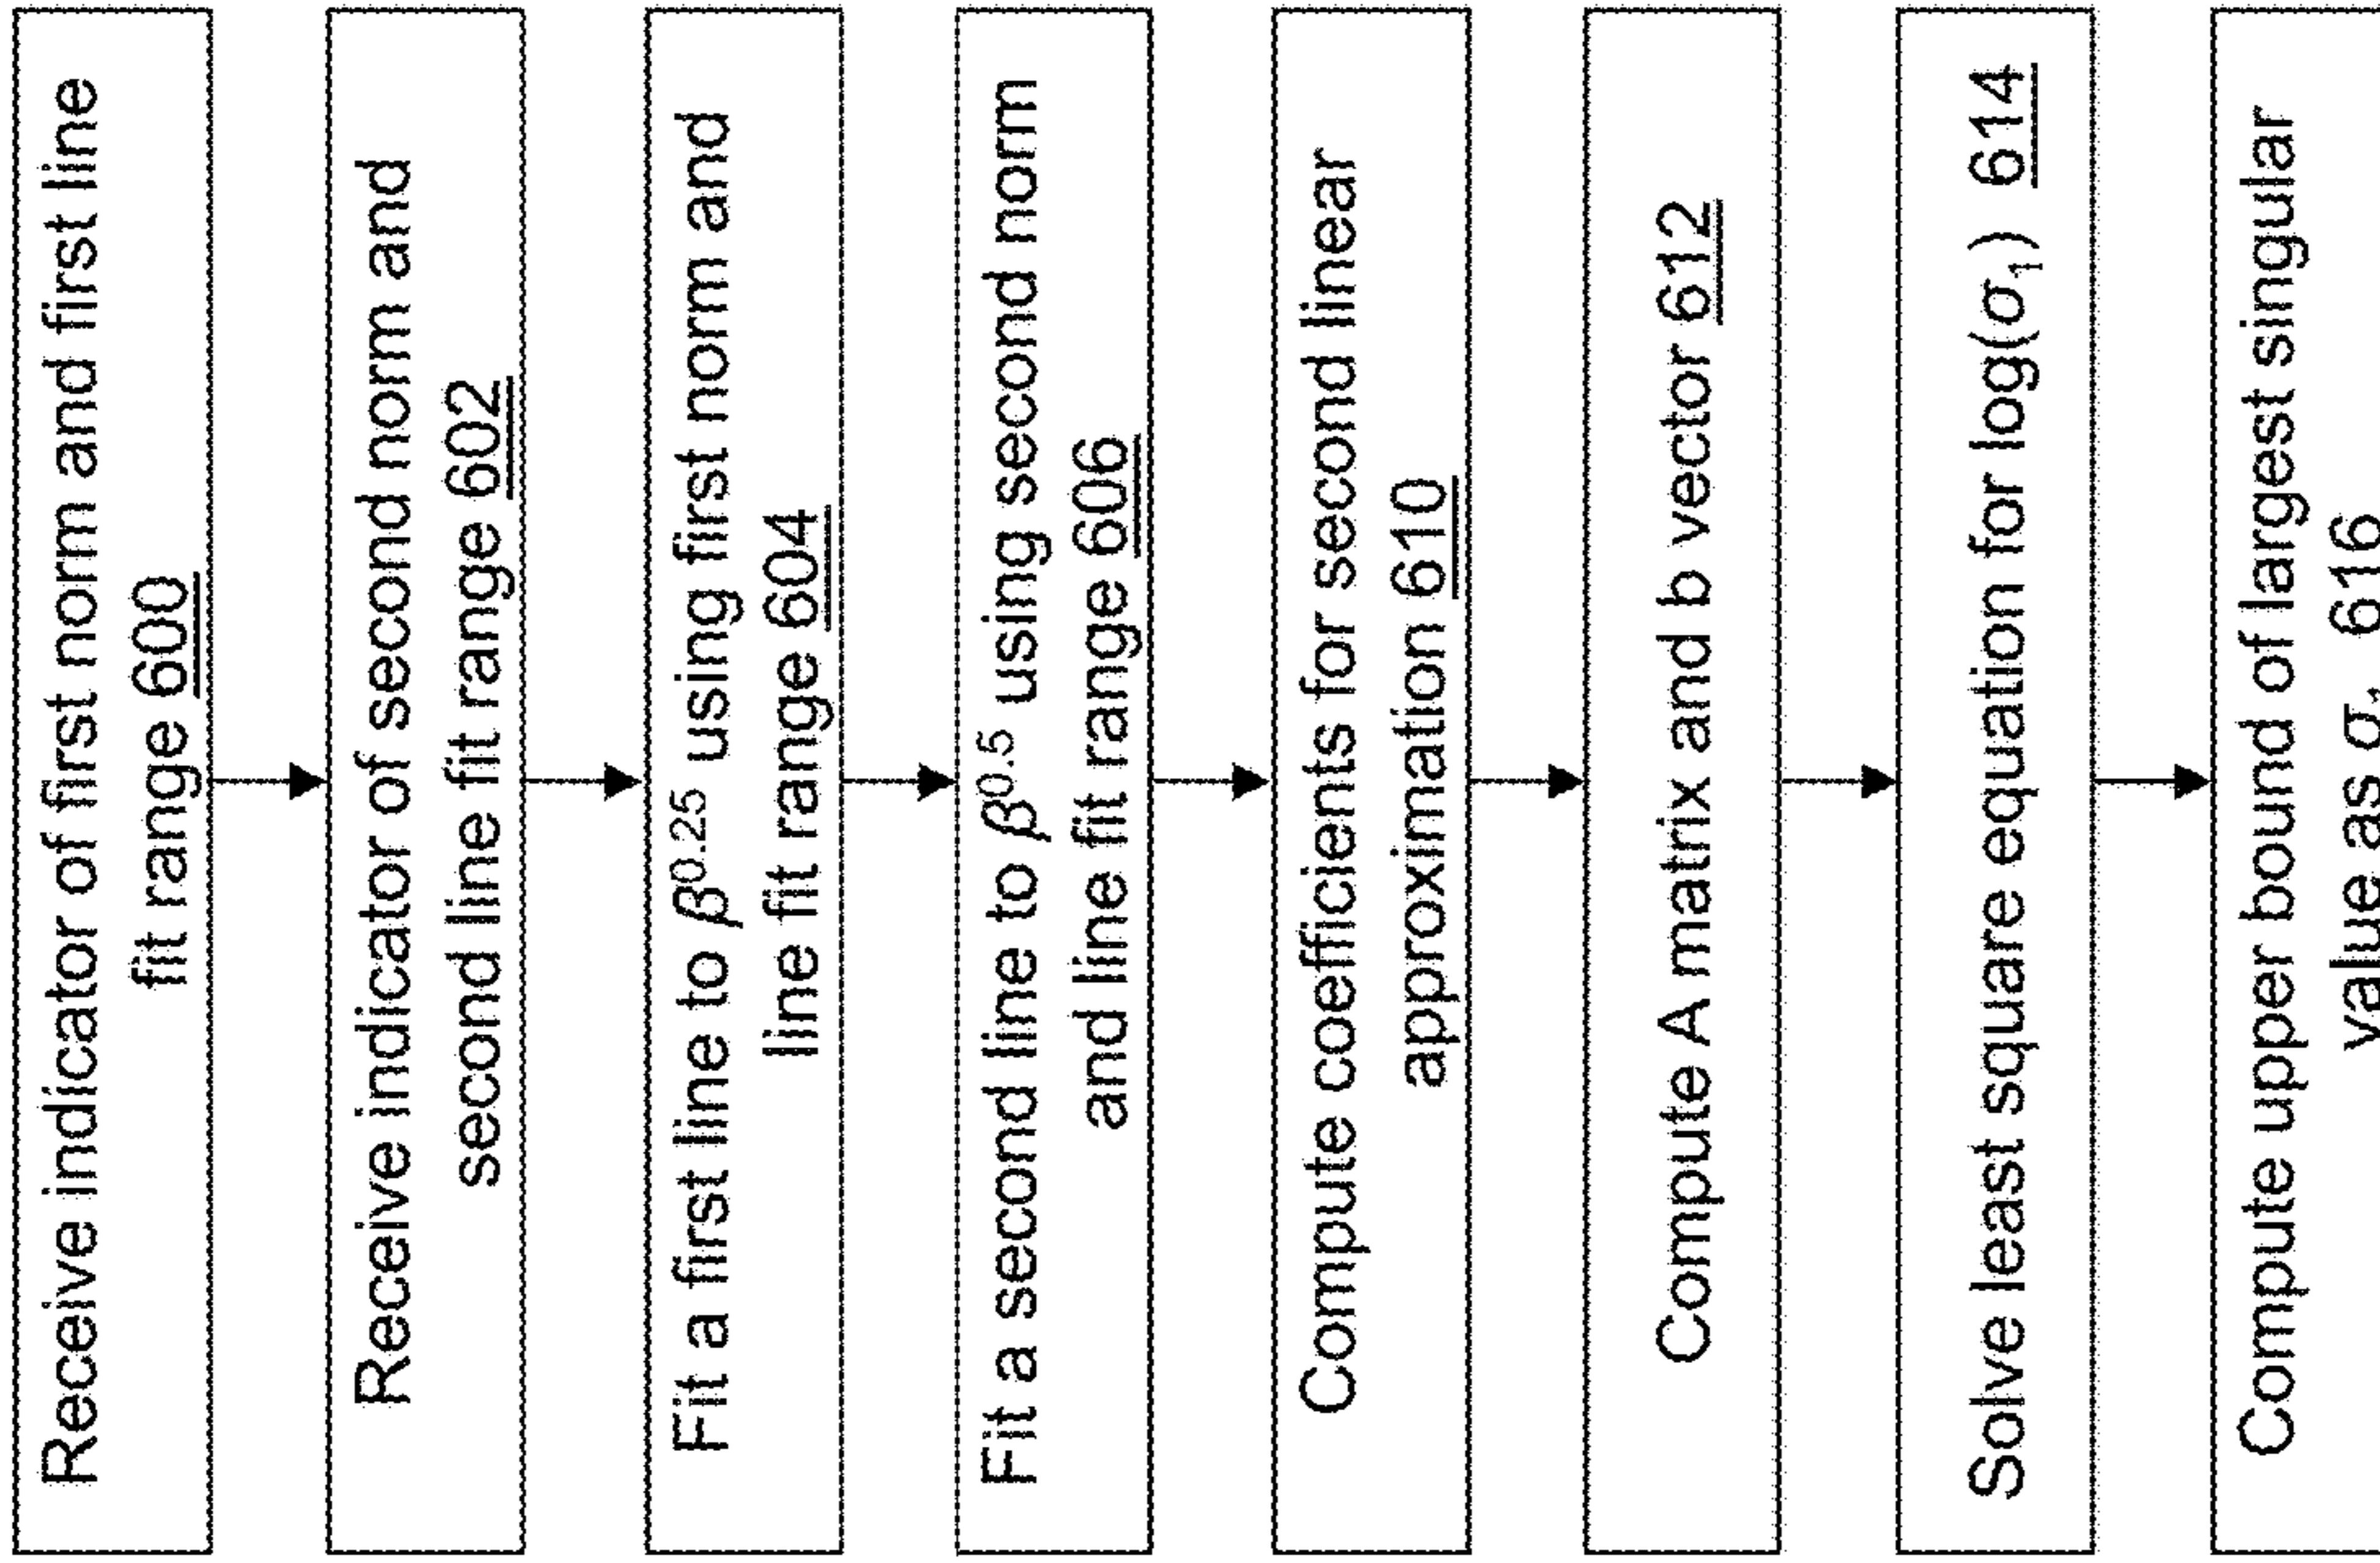 Receive indicator of first norm and first line
fit range 600
Receive indicator of second norm and
second line fit range 602
Fit a first line to β^0.25 using first norm and
line fit range 604
Fit a second line to β^0.5 using second norm
and line fit range 606
Compute coefficients for second linear
approximation 610
Compute A matrix and b vector 612
Solve least square equation for log(σ₁) 614
Compute upper bound of largest singular
value as σ₁ 616